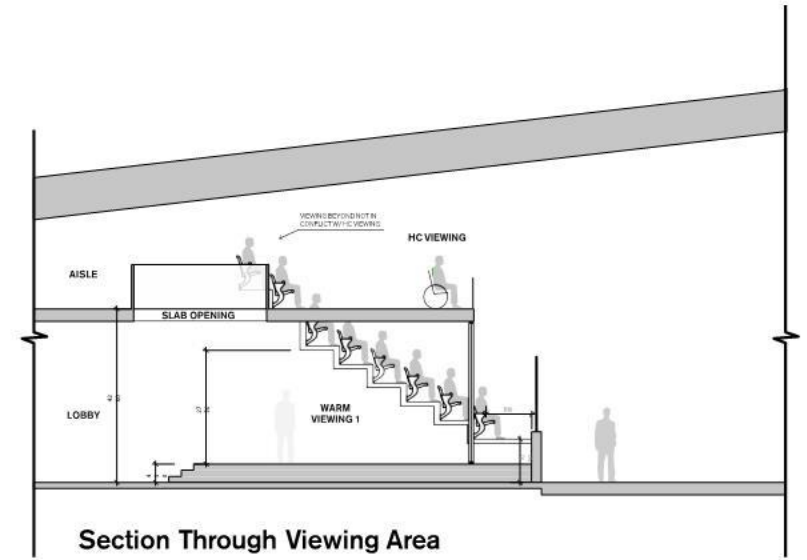 VIEWING BEYOND NOT IN
CONFLICT W/ HC VIEWING
HC VIEWING
AISLE
SLAB OPENING
LOBBY
WARM
VIEWING 1
Section Through Viewing Area